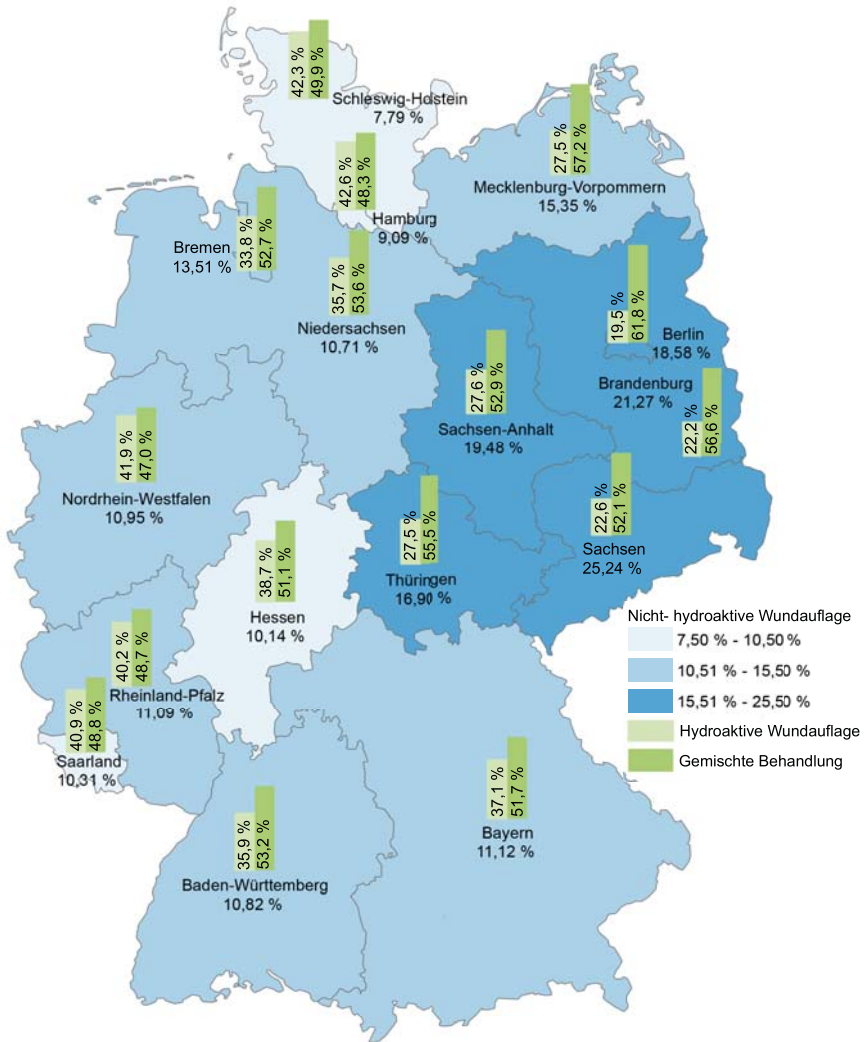 42,3 %
49,9 %
Schleswig-Holstein
7,79 %
27,5 %
57,2 %
Mecklenburg-Vorpommern
15,35 %
42,6 %
48,3 %
Hamburg
9,09 %
33,8 %
52,7 %
Bremen
13,51 %
35,7 %
53,6 %
Niedersachsen
10,71 %
19,5 %
61,8 %
Berlin
18,58 %
Brandenburg
21,27 %
22,2 %
56,6 %
27,6 %
52,9 %
Sachsen-Anhalt
19,48 %
41,9 %
47,0 %
Nordrhein-Westfalen
10,95 %
22,6 %
52,1 %
Sachsen
25,24 %
27,5 %
55,5 %
Thüringen
16,90 %
38,7 %
51,1 %
Hessen
10,14 %
40,2 %
48,7 %
Rheinland-Pfalz
11,09 %
40,9 %
48,8 %
Saarland
10,31 %
37,1 %
51,7 %
Bayern
11,12 %
35,9 %
53,2 %
Baden-Württemberg
10,82 %
Nicht- hydroaktive Wundauflage
7,50 % - 10,50 %
10,51 % - 15,50 %
15,51 % - 25,50 %
Hydroaktive Wundauflage
Gemischte Behandlung